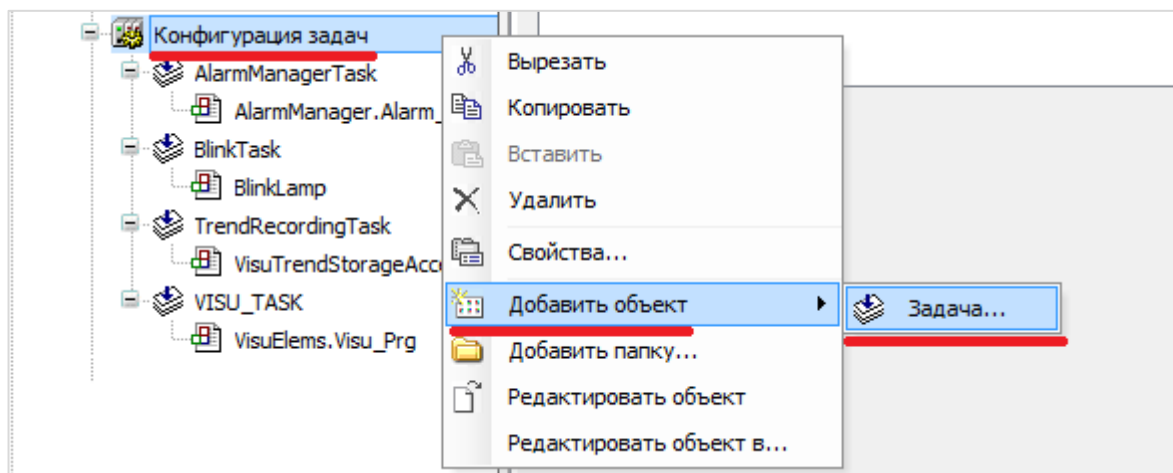 Конфигурация задач
AlarmManagerTask
AlarmManager.Alarm_
BlinkTask
BlinkLamp
TrendRecordingTask
VisuTrendStorageAcce
VISU_TASK
VisuElems.Visu_Prg
Вырезать
Копировать
Вставить
Удалить
Свойства...
Добавить объект
Добавить папку...
Редактировать объект
Редактировать объект в...
Задача...